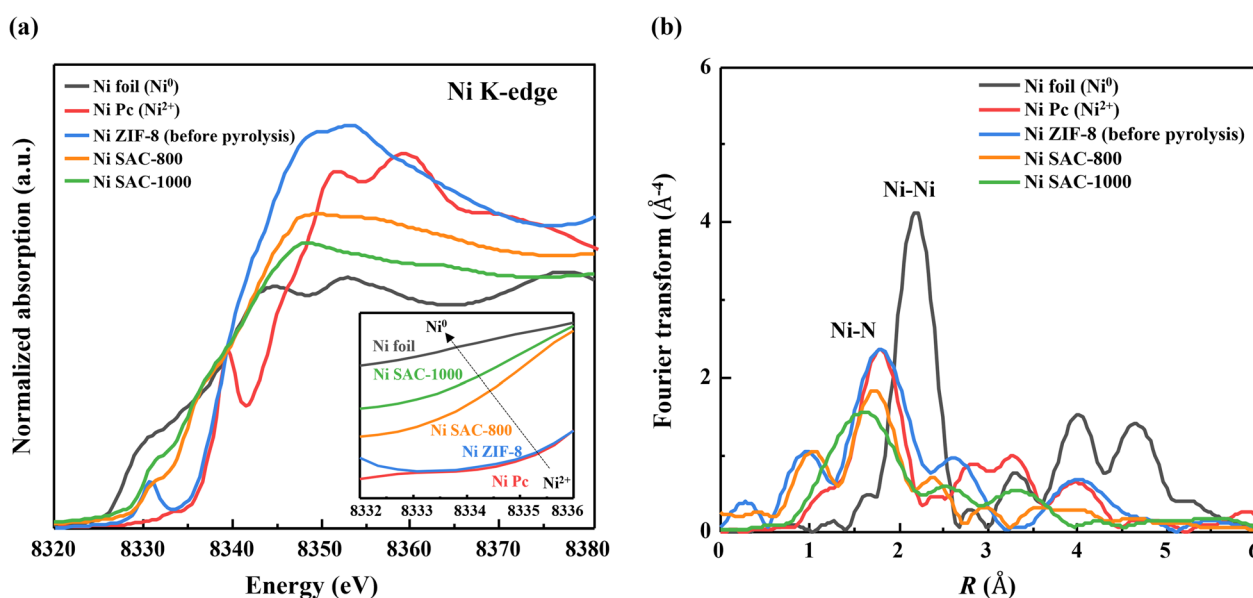 (a)
Ni foil (Ni⁰)
Ni Pc (Ni²⁺)
Ni ZIF-8 (before pyrolysis)
Ni SAC-800
Ni SAC-1000
Ni K-edge
Normalized absorption (a.u.)
Ni⁰
Ni foil
Ni SAC-1000
Ni SAC-800
Ni ZIF-8
Ni Pc
Ni²⁺
8332 8333 8334 8335 8336
8320 8330 8340 8350 8360 8370 8380
Energy (eV)
(b)
Ni foil (Ni⁰)
Ni Pc (Ni²⁺)
Ni ZIF-8 (before pyrolysis)
Ni SAC-800
Ni SAC-1000
Ni-Ni
Ni-N
Fourier transform (Å⁻⁴)
6
4
2
0
0 1 2 3 4 5 6
R (Å)